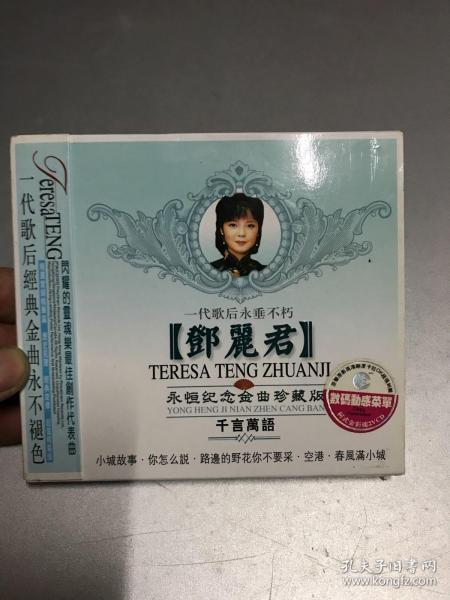 Teresa TENG
一代歌后經典金曲永不褪色
閃耀的靈魂樂最佳創作代表曲
一代歌后永垂不朽
【鄧麗君】
TERESA TENG ZHUANJI
永恒纪念金曲珍藏版
YONG HENG JI NIAN ZHEN CANG BAN
千言萬語
小城故事·你怎么説·路邊的野花你不要采·空港·春風滿小城
數碼動感菜單
孔夫子旧书网
kongfz.com